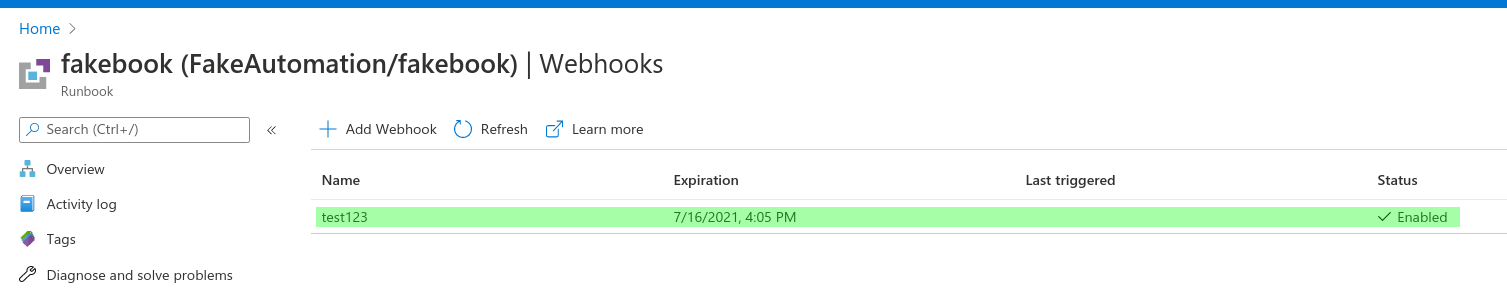 Home
fakebook (FakeAutomation/fakebook) | Webhooks
Runbook
Search (Ctrl+/) «
Add Webhook Refresh Learn more
Overview
Activity log
Tags
Diagnose and solve problems
Name Expiration Last triggered Status
test123 7/16/2021, 4:05 PM Enabled